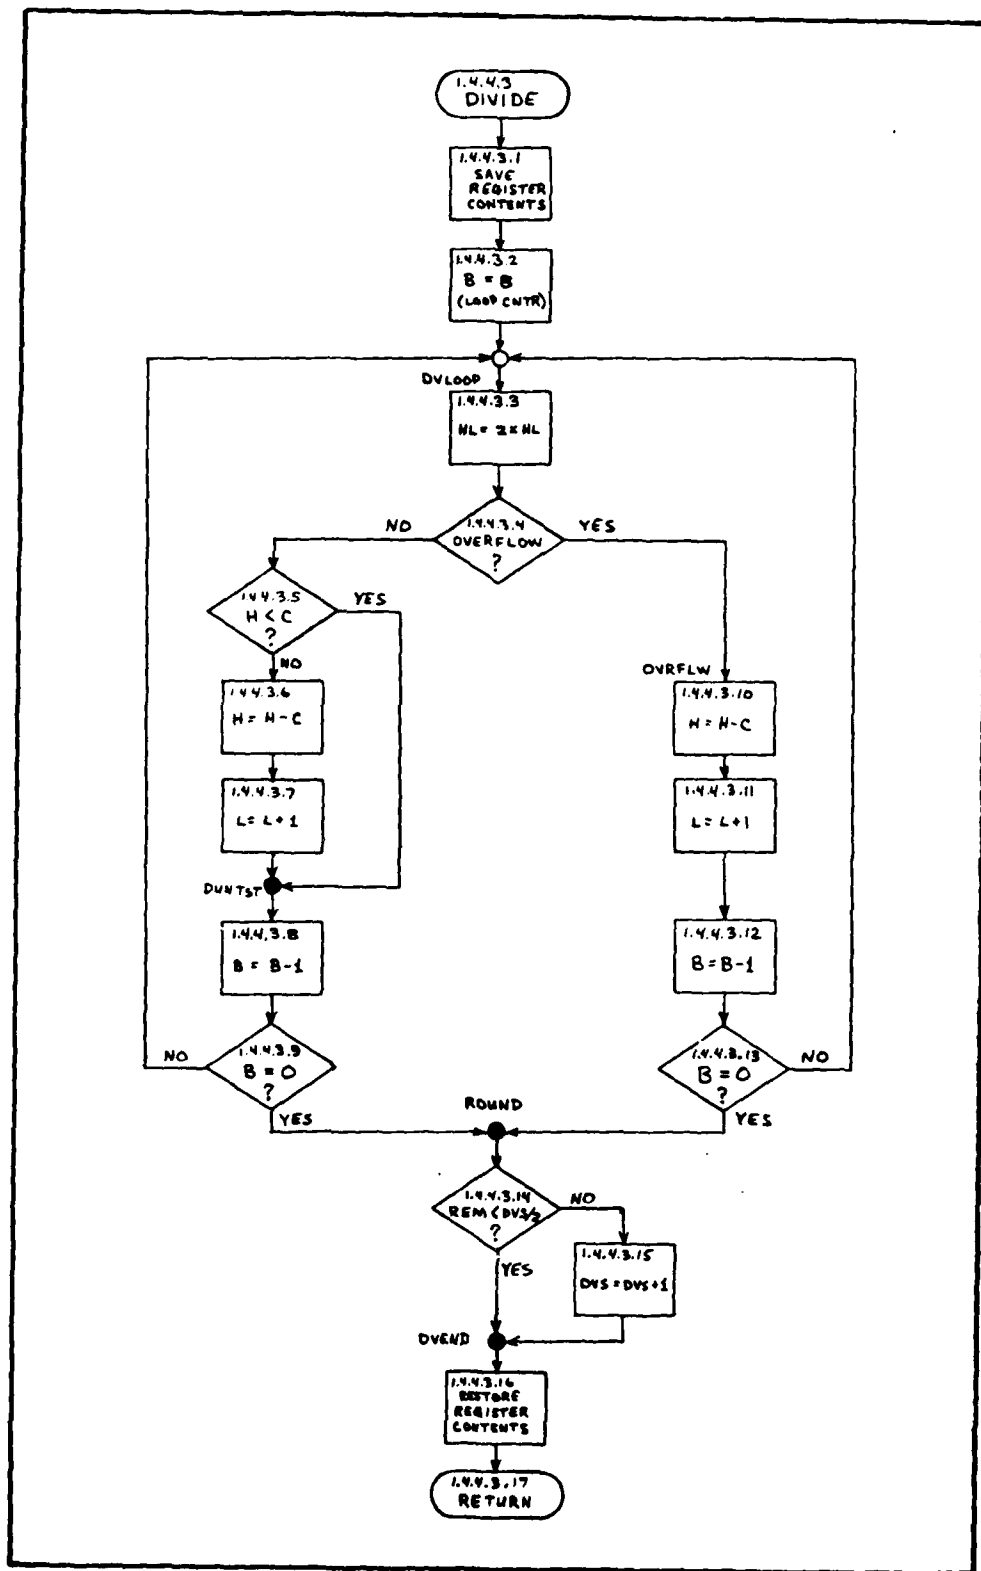 1.4.4.3
DIVIDE
1.4.4.3.1
SAVE
REGISTER
CONTENTS
1.4.4.3.2
B = B
(LOOP CNTR)
DVLOOP
1.4.4.3.3
HL = 2 × HL
NO
1.4.4.3.4
OVERFLOW
?
YES
1.4.4.3.5
H < C
?
YES
NO
1.4.4.3.6
H = H - C
1.4.4.3.7
L = L + 1
DUNTST
1.4.4.3.8
B = B-1
NO
1.4.4.3.9
B = 0
?
YES
OVRFLW
1.4.4.3.10
H = H-C
1.4.4.3.11
L = L+1
1.4.4.3.12
B = B-1
1.4.4.3.13
B = 0
?
NO
YES
ROUND
1.4.4.3.14
REM < DVS/2
?
NO
YES
1.4.4.3.15
DVS = DVS+1
DVEND
1.4.4.3.16
RESTORE
REGISTER
CONTENTS
1.4.4.3.17
RETURN